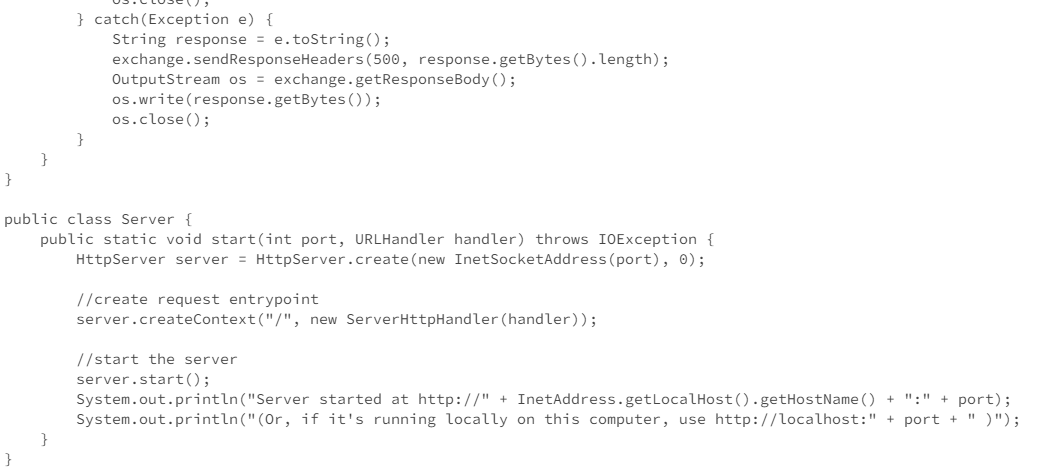 os.close();
        } catch(Exception e) {
            String response = e.toString();
            exchange.sendResponseHeaders(500, response.getBytes().length);
            OutputStream os = exchange.getResponseBody();
            os.write(response.getBytes());
            os.close();
        }
    }
}

public class Server {
    public static void start(int port, URLHandler handler) throws IOException {
        HttpServer server = HttpServer.create(new InetSocketAddress(port), 0);

        //create request entrypoint
        server.createContext("/", new ServerHttpHandler(handler));

        //start the server
        server.start();
        System.out.println("Server started at http://" + InetAddress.getLocalHost().getHostName() + ":" + port);
        System.out.println("(Or, if it's running locally on this computer, use http://localhost:" + port + " )");
    }
}